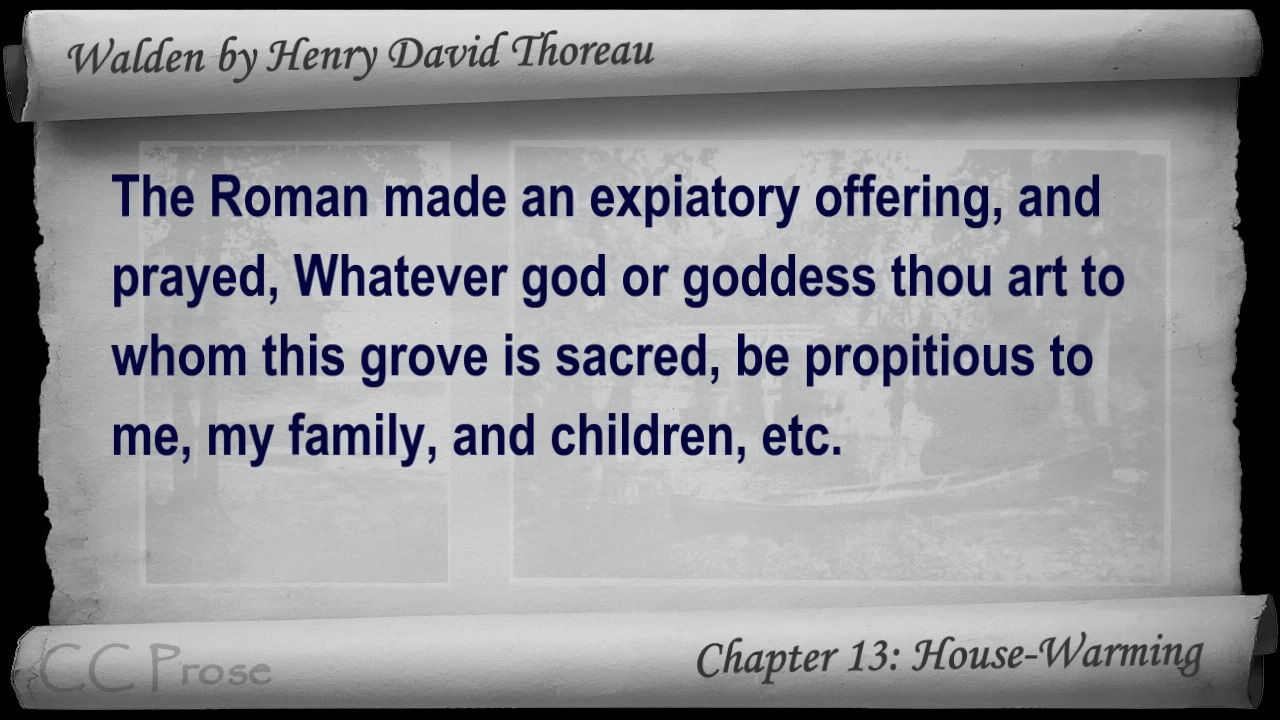 Walden by Henry David Thoreau
The Roman made an expiatory offering, and
prayed, Whatever god or goddess thou art to
whom this grove is sacred, be propitious to
me, my family, and children, etc.
CC Prose
Chapter 13: House-Warming